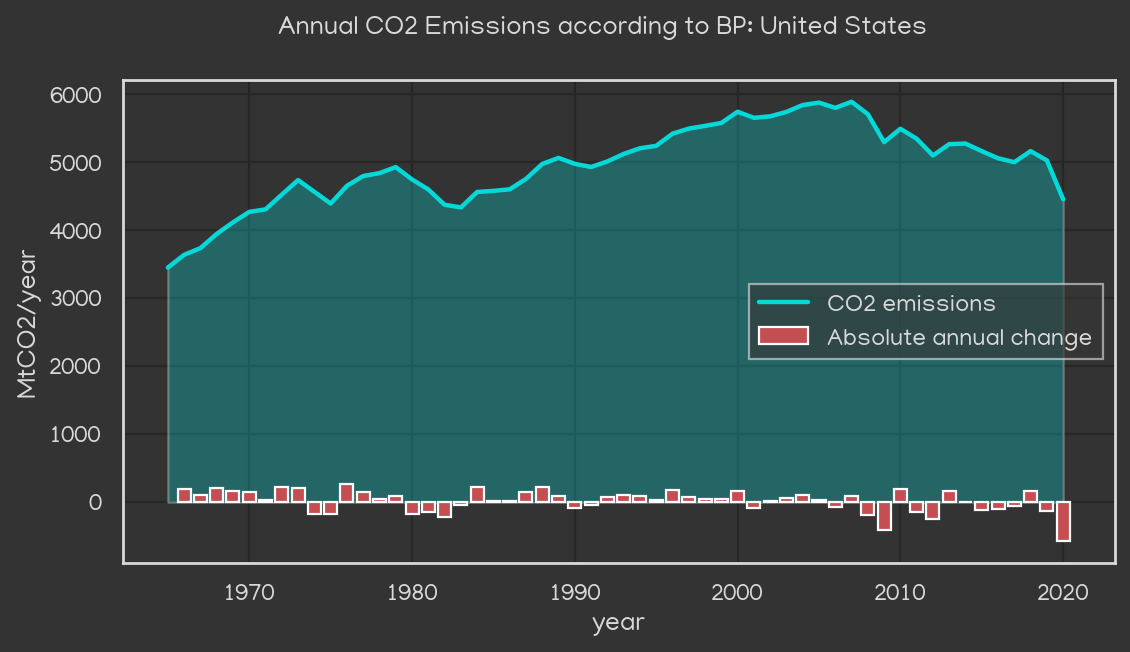 Annual CO2 Emissions according to BP: United States
6000
5000
4000
3000
2000
1000
0
MtCO2/year
CO2 emissions
Absolute annual change
1970 1980 1990 2000 2010 2020
year